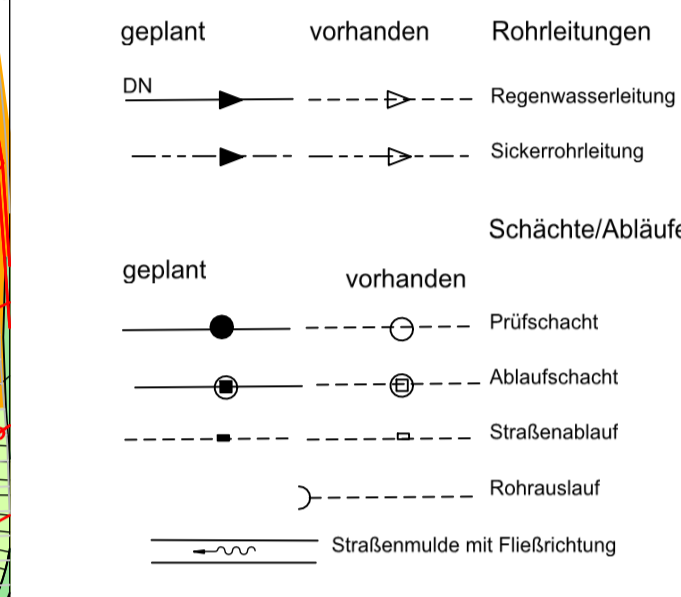 geplant vorhanden Rohrleitungen
DN
Regenwasserleitung
Sickerrohrleitung
Schächte/Abläufe
geplant vorhanden
Prüfschacht
Ablaufschacht
Straßenablauf
Rohrauslauf
Straßenmulde mit Fließrichtung